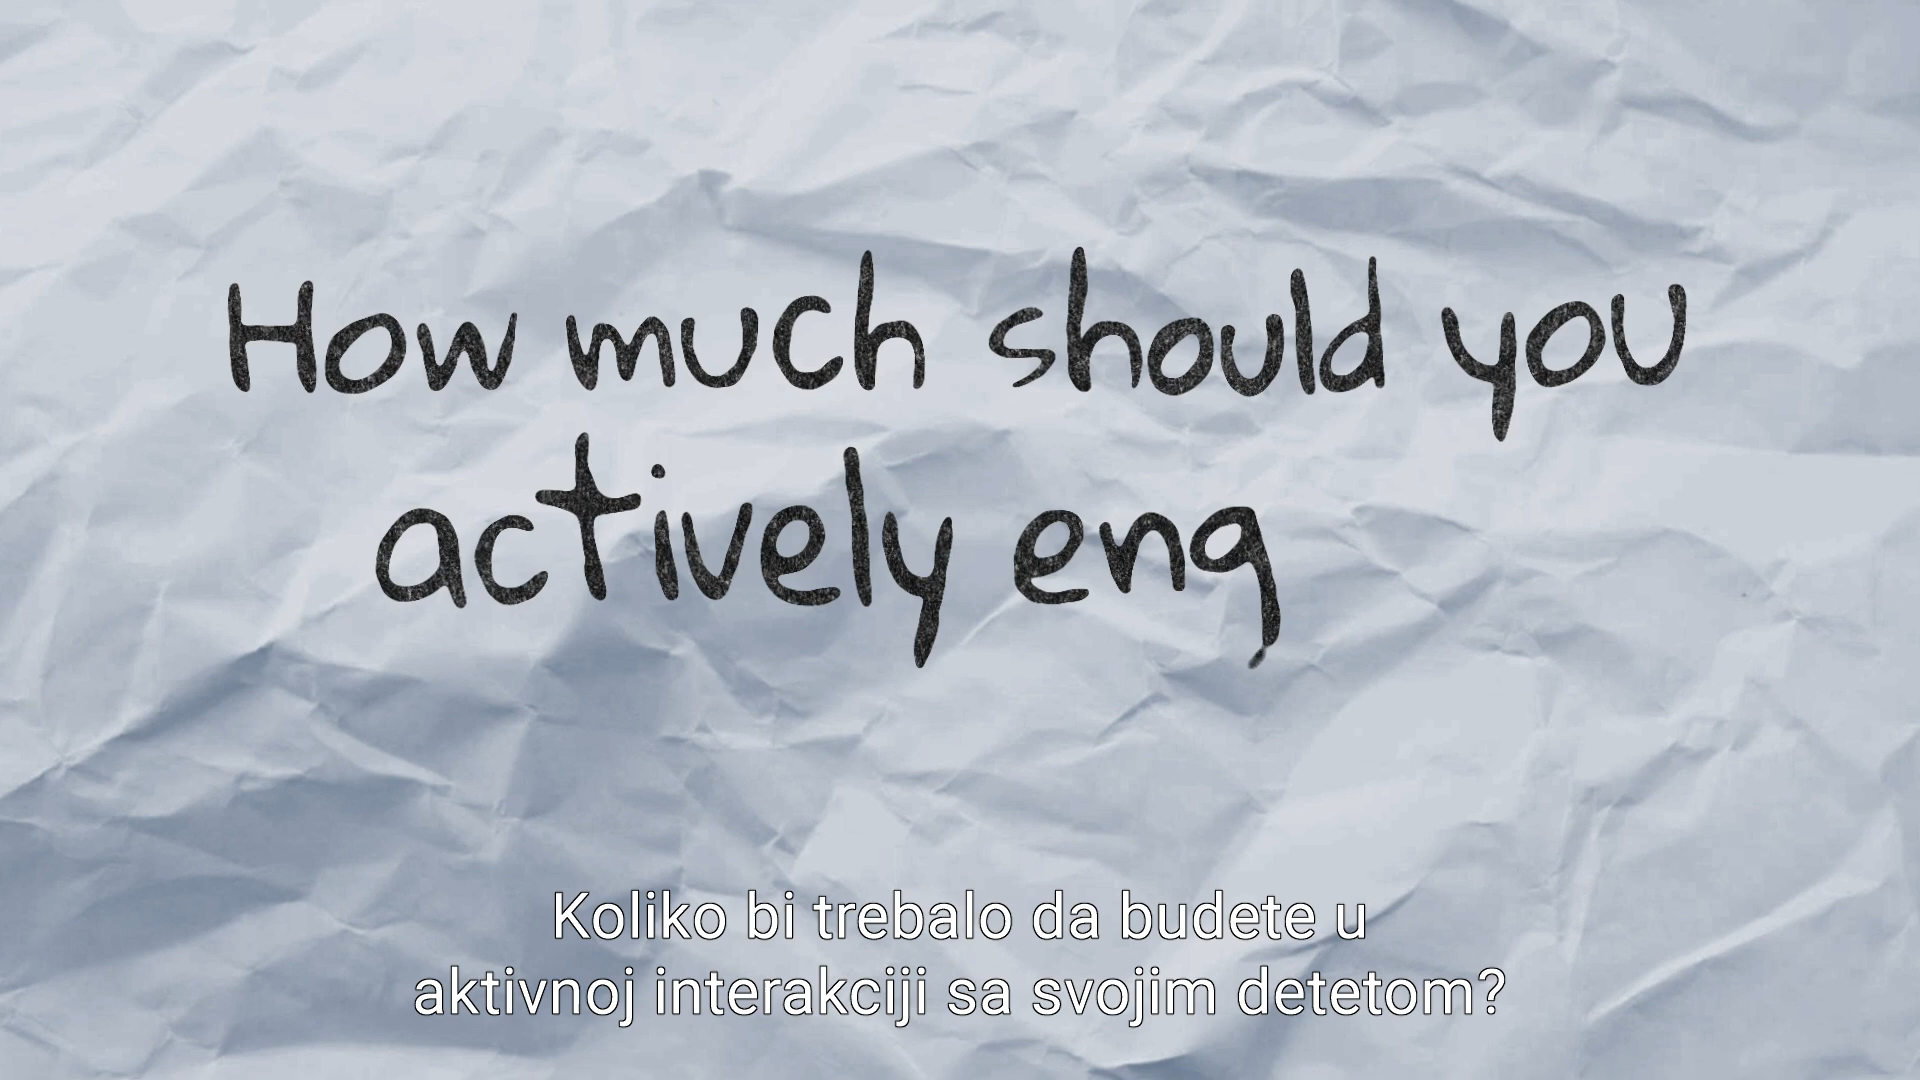 How much should you
actively eng
Koliko bi trebalo da budete u
aktivnoj interakciji sa svojim detetom?